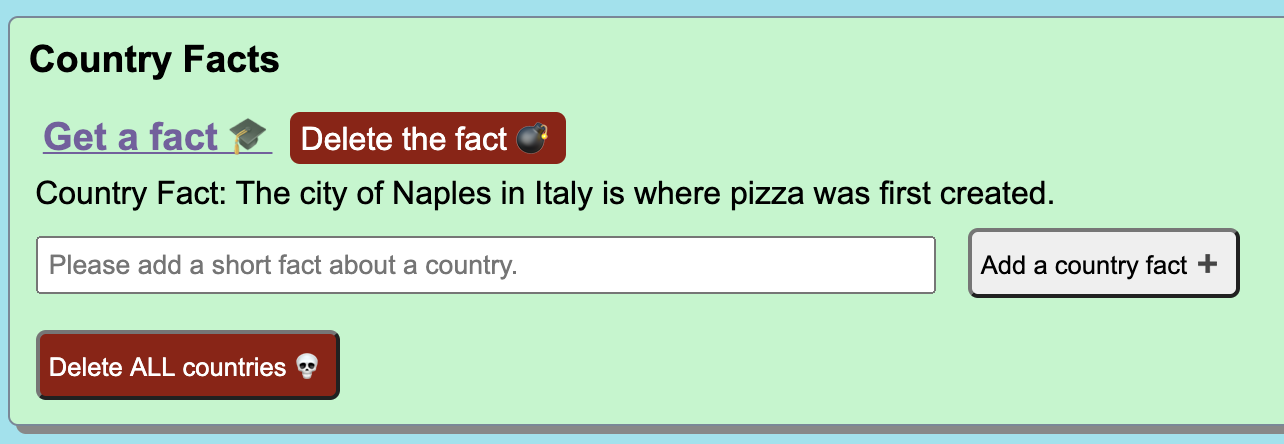 Country Facts
Get a fact 🎓 Delete the fact 💣
Country Fact: The city of Naples in Italy is where pizza was first created.
Please add a short fact about a country. Add a country fact ➕
Delete ALL countries 💀